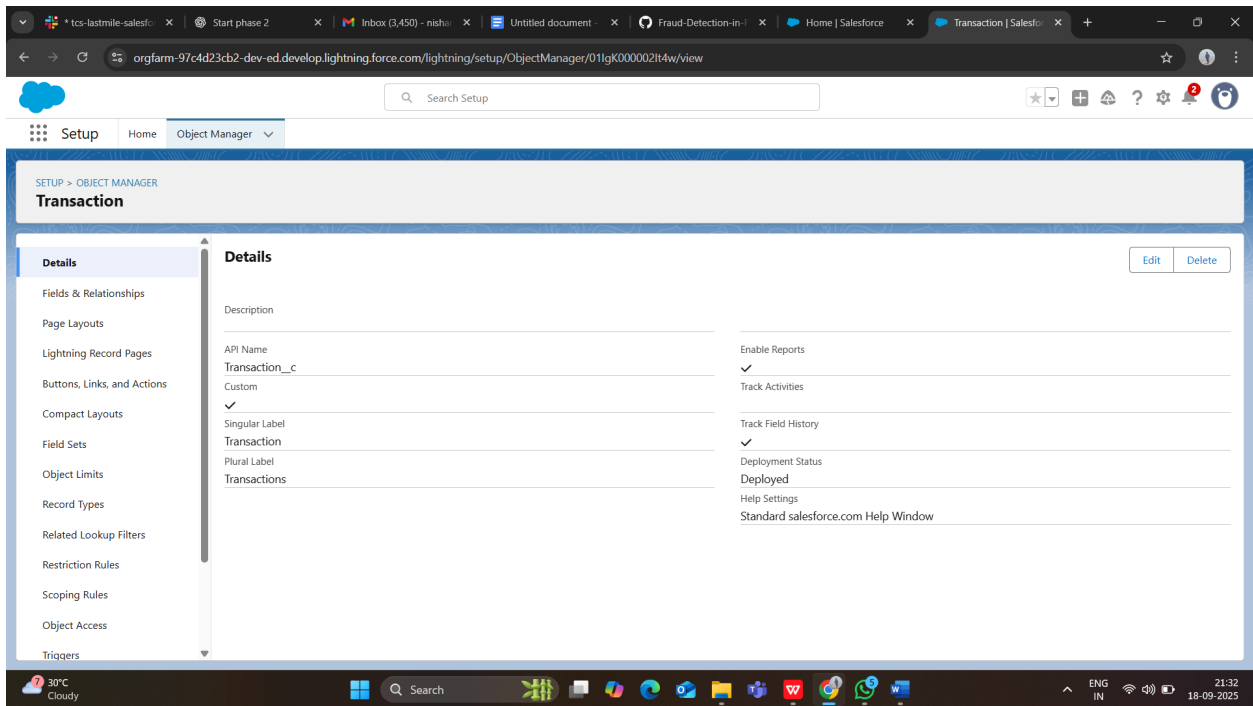 tcs-lastmile-salesfo
Start phase 2
Inbox (3,450) - nishar
Untitled document -
Fraud-Detection-in-F
Home | Salesforce
Transaction | Salesfor
orgfarm-97c4d23cb2-dev-ed.develop.lightning.force.com/lightning/setup/ObjectManager/01IgK000002It4w/view
Search Setup
2
Setup
Home
Object Manager
SETUP > OBJECT MANAGER
Transaction
Details
Fields & Relationships
Page Layouts
Lightning Record Pages
Buttons, Links, and Actions
Compact Layouts
Field Sets
Object Limits
Record Types
Related Lookup Filters
Restriction Rules
Scoping Rules
Object Access
Triggers
Details
Edit
Delete
Description
API Name
Transaction__c
Custom
Singular Label
Transaction
Plural Label
Transactions
Enable Reports
Track Activities
Track Field History
Deployment Status
Deployed
Help Settings
Standard salesforce.com Help Window
7
30°C
Cloudy
Search
5
ENG
IN
21:32
18-09-2025